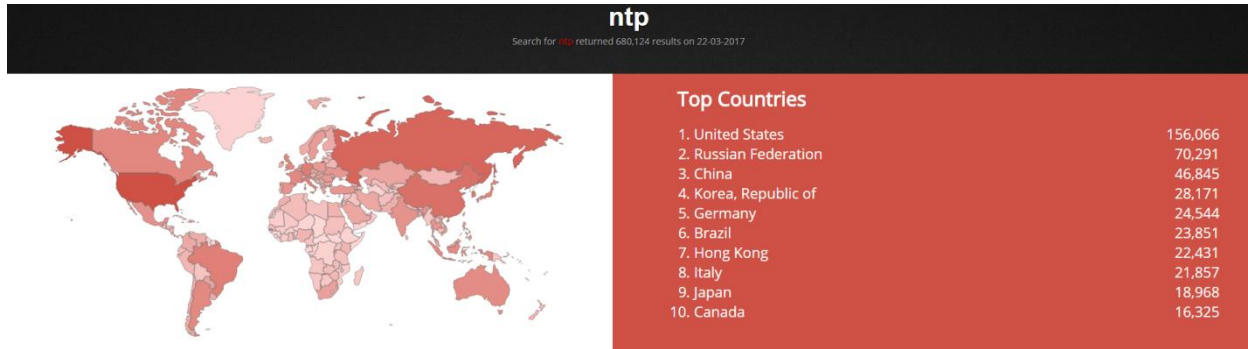 ntp
Search for ntp returned 680,124 results on 22-03-2017
Top Countries
1. United States 156,066
2. Russian Federation 70,291
3. China 46,845
4. Korea, Republic of 28,171
5. Germany 24,544
6. Brazil 23,851
7. Hong Kong 22,431
8. Italy 21,857
9. Japan 18,968
10. Canada 16,325